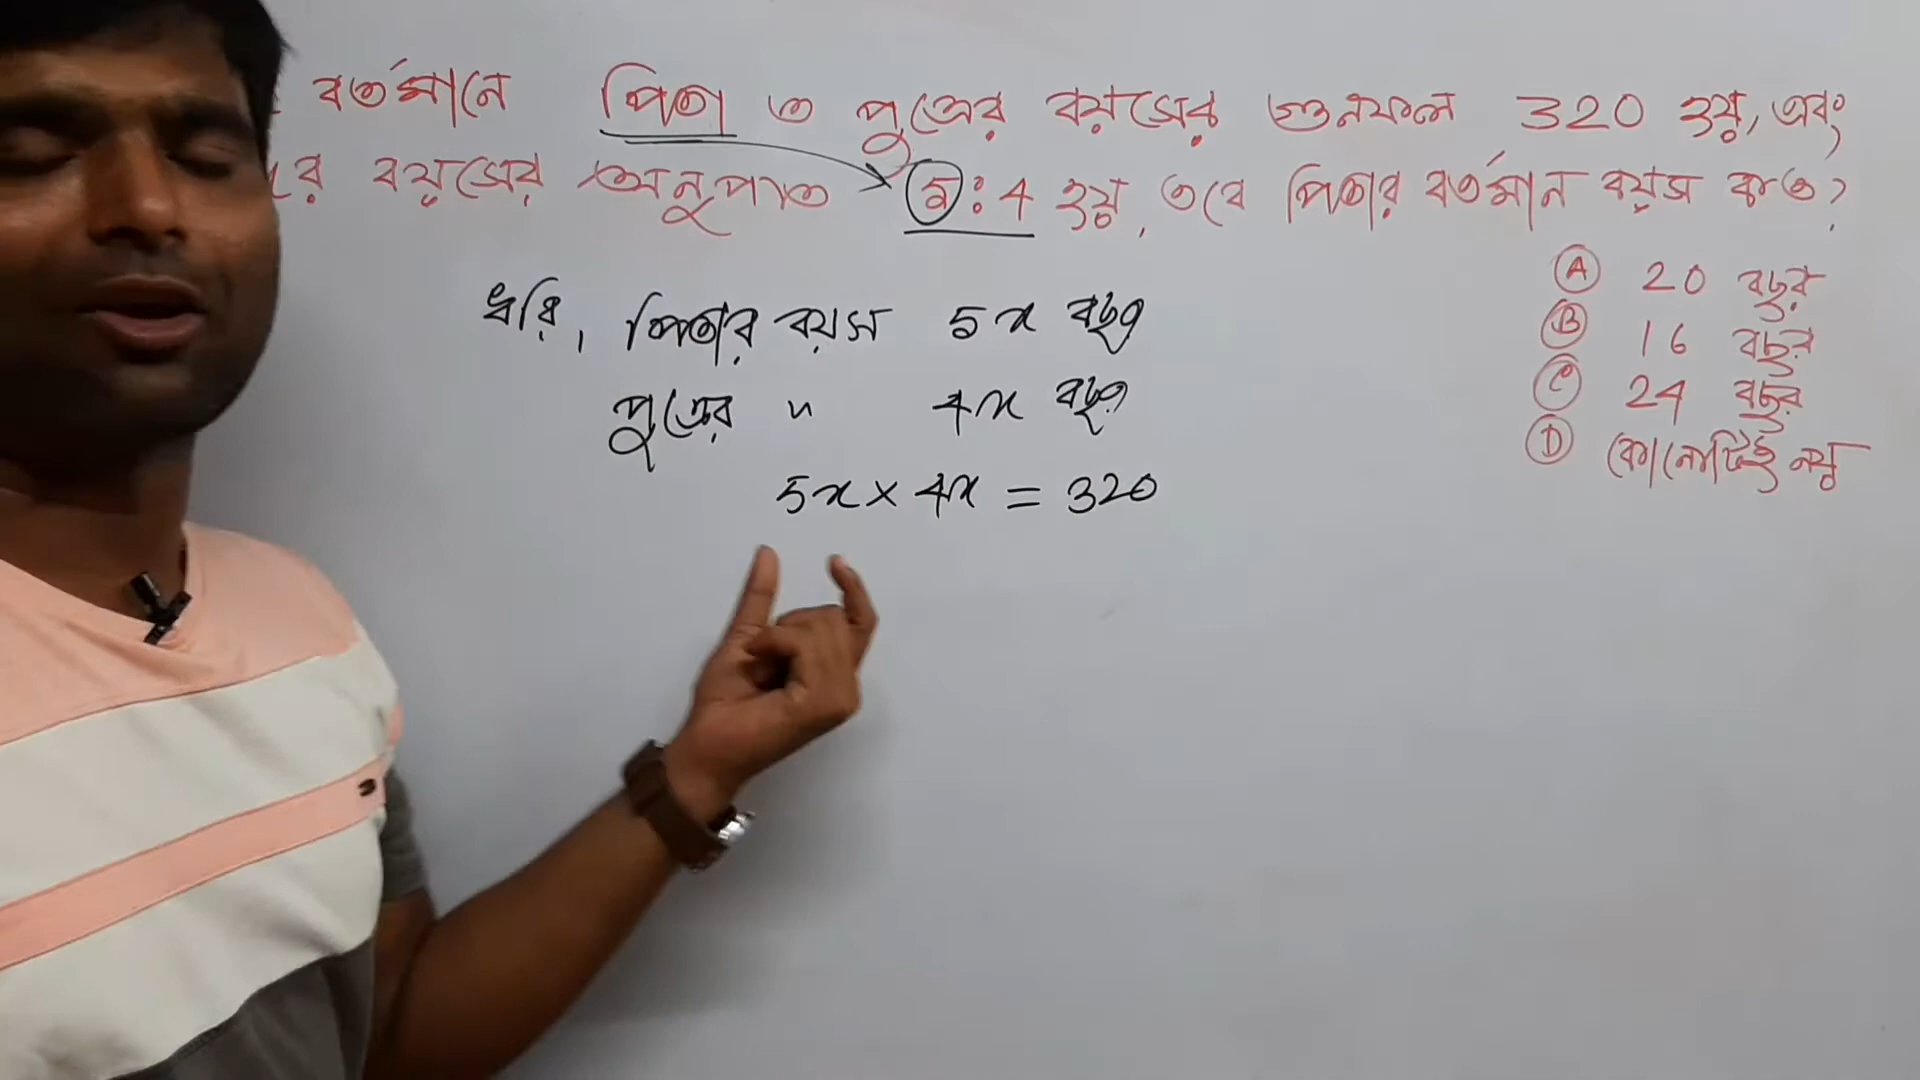 বর্তমানে পিতা ও পুত্রের বয়সের গুনফল 320 হয়, এবং
রে বয়সের অনুপাত 5:4 হয়, তবে পিতার বর্তমান বয়স কত?
ধরি, পিতার বয়স 5x বছর
পুত্রের " 4x বছর
5x × 4x = 320
A 20 বছর
B 16 বছর
C 24 বছর
D কোনোটিই নয়